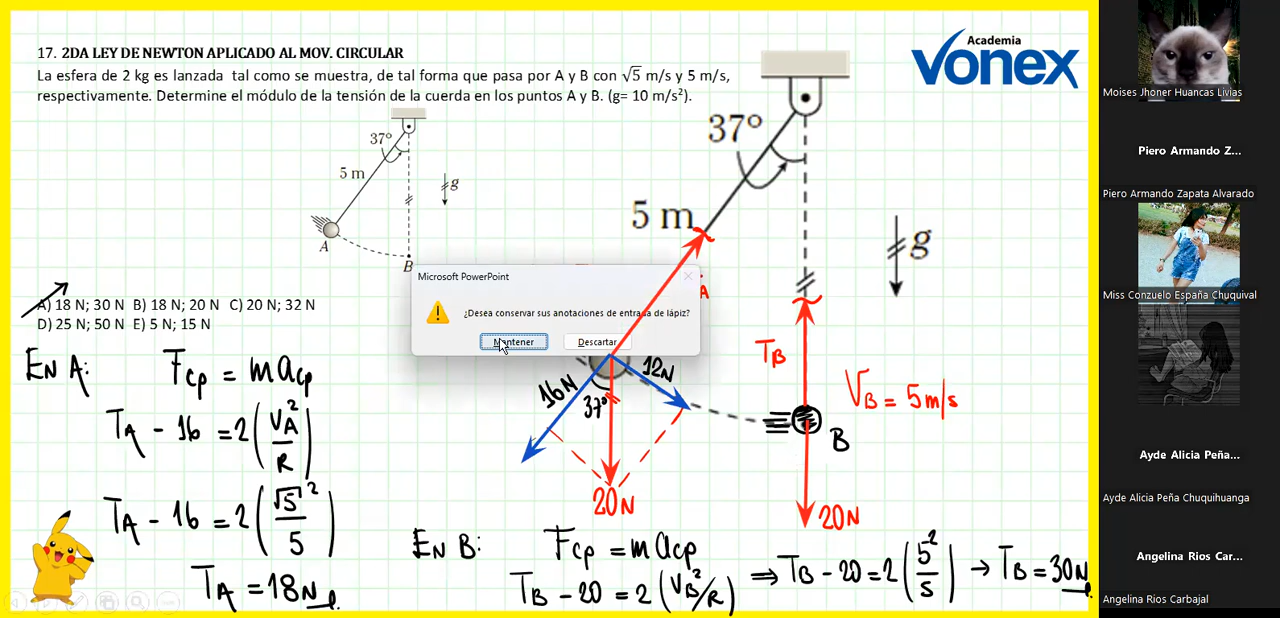 17. 2DA LEY DE NEWTON APLICADO AL MOV. CIRCULAR
La esfera de 2 kg es lanzada tal como se muestra, de tal forma que pasa por A y B con √5 m/s y 5 m/s,
respectivamente. Determine el módulo de la tensión de la cuerda en los puntos A y B. (g= 10 m/s²).
Academia
vonex
37°
5 m
g
A
B
A) 18 N; 30 N B) 18 N; 20 N C) 20 N; 32 N
D) 25 N; 50 N E) 5 N; 15 N
37°
5 m
g
A
Microsoft PowerPoint
¿Desea conservar sus anotaciones de entrada de lápiz?
Mantener
Descartar
16N
37°
12N
20N
TB
VB = 5m/s
B
20N
EN A:
Fcp = macp
TA - 16 = 2(VA²/R)
TA - 16 = 2(√5²/5)
TA = 18N
EN B:
Fcp = macp
TB - 20 = 2(VB²/R)
⇒ TB - 20 = 2(5²/5) → TB = 30N
Moises Jhoner Huancas Livias
Piero Armando Z...
Piero Armando Zapata Alvarado
Miss Conzuelo España Chuquival
Ayde Alicia Peña...
Ayde Alicia Peña Chuquihuanga
Angelina Rios Car...
Angelina Rios Carbajal